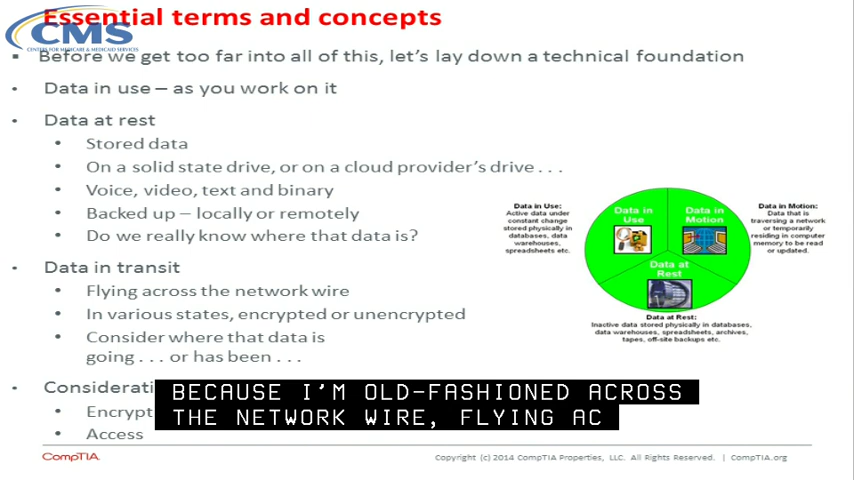 Essential terms and concepts
CMS
CENTERS FOR MEDICARE & MEDICAID SERVICES
▪ Before we get too far into all of this, let's lay down a technical foundation
• Data in use – as you work on it
• Data at rest
• Stored data
• On a solid state drive, or on a cloud provider's drive . . .
• Voice, video, text and binary
• Backed up – locally or remotely
• Do we really know where that data is?
• Data in transit
• Flying across the network wire
• In various states, encrypted or unencrypted
• Consider where that data is
going . . . or has been . . .
•
• Access
Data in Use:
Active data under
constant change
stored physically in
databases, data
warehouses,
spreadsheets etc.
Data in
Use
Data in
Motion
Data at
Rest
Data in Motion:
Data that is
traversing a network
or temporarily
residing in computer
memory to be read
or updated.
Data at Rest:
Inactive data stored physically in databases,
data warehouses, spreadsheets, archives,
tapes, off-site backups etc.
BECAUSE I'M OLD-FASHIONED ACROSS
THE NETWORK WIRE, FLYING AC
CompTIA.
Copyright (c) 2014 CompTIA Properties, LLC. All Rights Reserved. | CompTIA.org